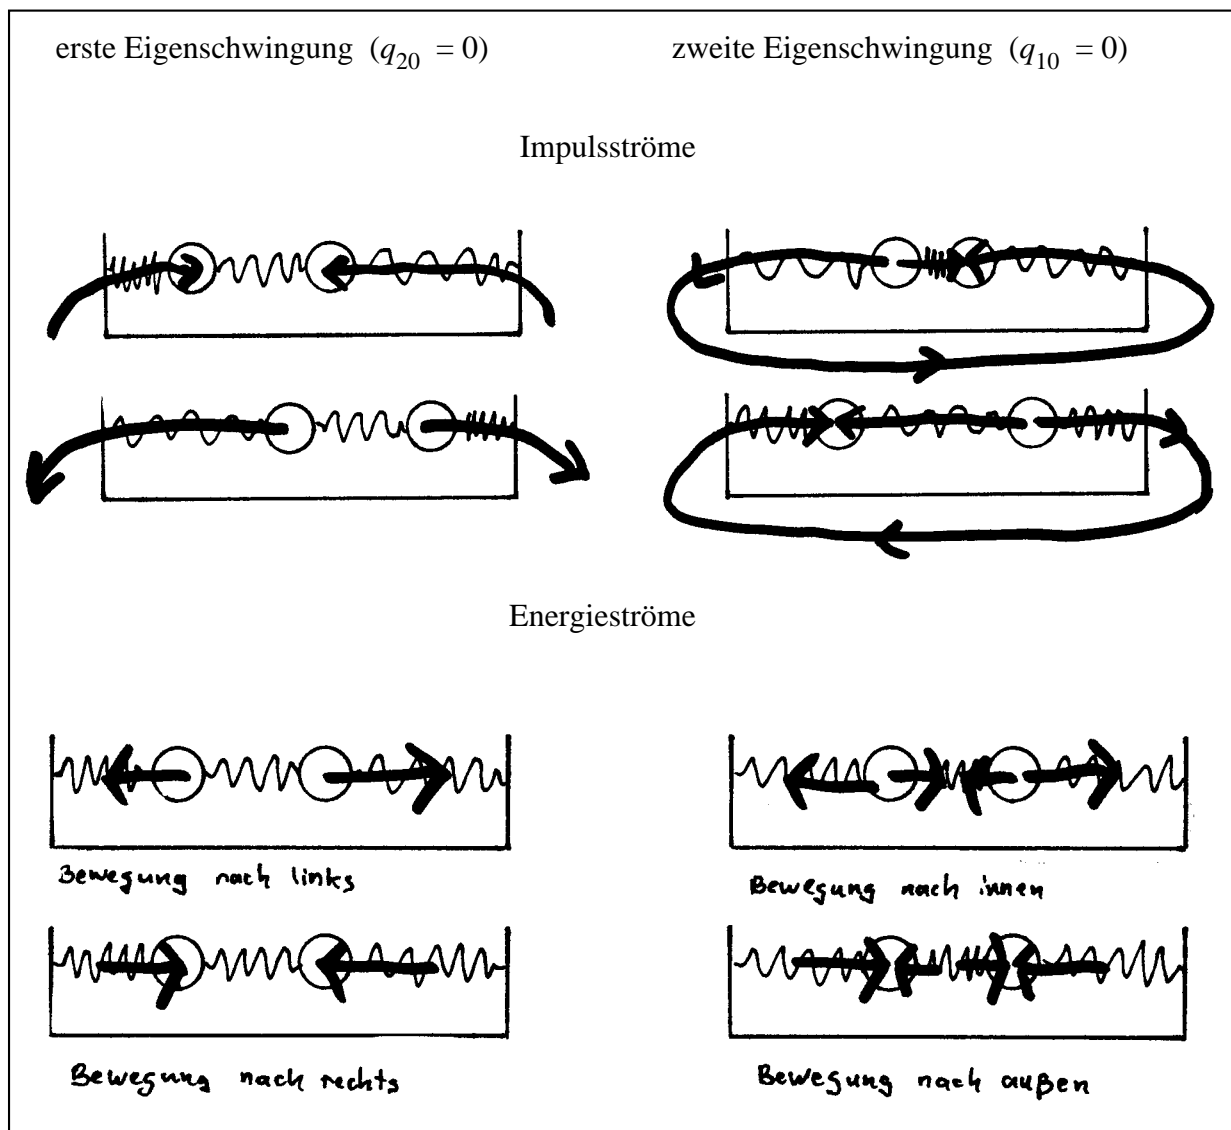 erste Eigenschwingung (q20 = 0)
zweite Eigenschwingung (q10 = 0)
Impulsströme
Energieströme
Bewegung nach links
Bewegung nach innen
Bewegung nach rechts
Bewegung nach außen